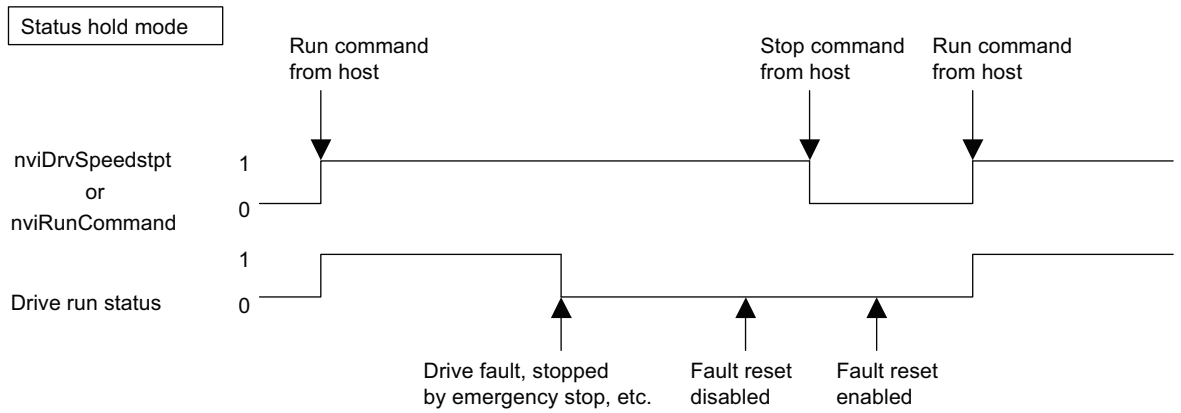 Status hold mode
Run command
from host
Stop command
from host
Run command
from host
nviDrvSpeedstpt
or
nviRunCommand
1
0
Drive run status
1
0
Drive fault, stopped
by emergency stop, etc.
Fault reset
disabled
Fault reset
enabled